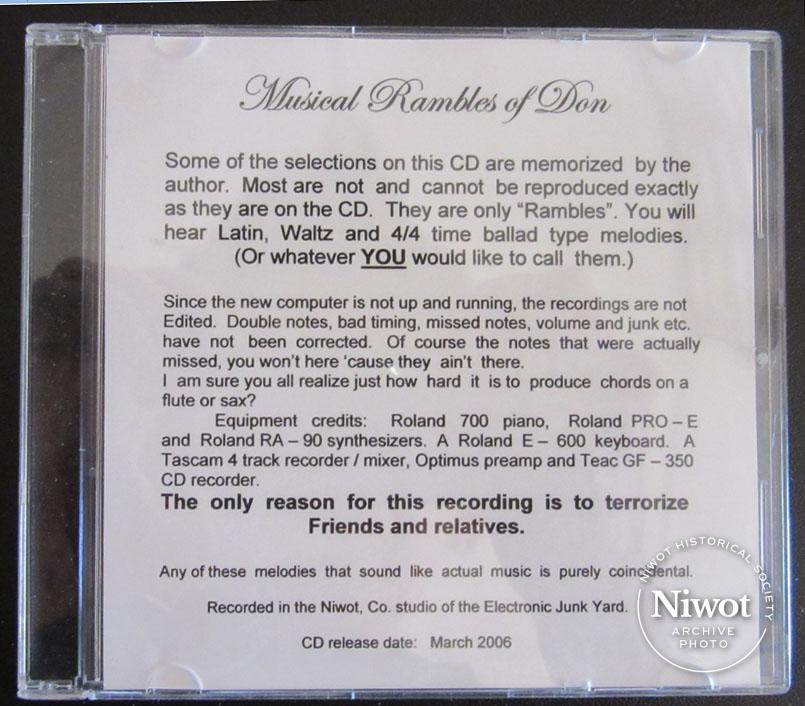 Musical Rambles of Don
Some of the selections on this CD are memorized by the
author. Most are not and cannot be reproduced exactly
as they are on the CD. They are only “Rambles”. You will
hear Latin, Waltz and 4/4 time ballad type melodies.
(Or whatever YOU would like to call them.)
Since the new computer is not up and running, the recordings are not
Edited. Double notes, bad timing, missed notes, volume and junk etc.
have not been corrected. Of course the notes that were actually
missed, you won’t here ‘cause they ain’t there.
I am sure you all realize just how hard it is to produce chords on a
flute or sax?
Equipment credits: Roland 700 piano, Roland PRO – E
and Roland RA – 90 synthesizers. A Roland E – 600 keyboard. A
Tascam 4 track recorder / mixer, Optimus preamp and Teac GF – 350
CD recorder.
The only reason for this recording is to terrorize
Friends and relatives.
Any of these melodies that sound like actual music is purely coincidental.
Recorded in the Niwot, Co. studio of the Electronic Junk Yard.
CD release date: March 2006
NIWOT HISTORICAL SOCIETY
Niwot
ARCHIVE
PHOTO